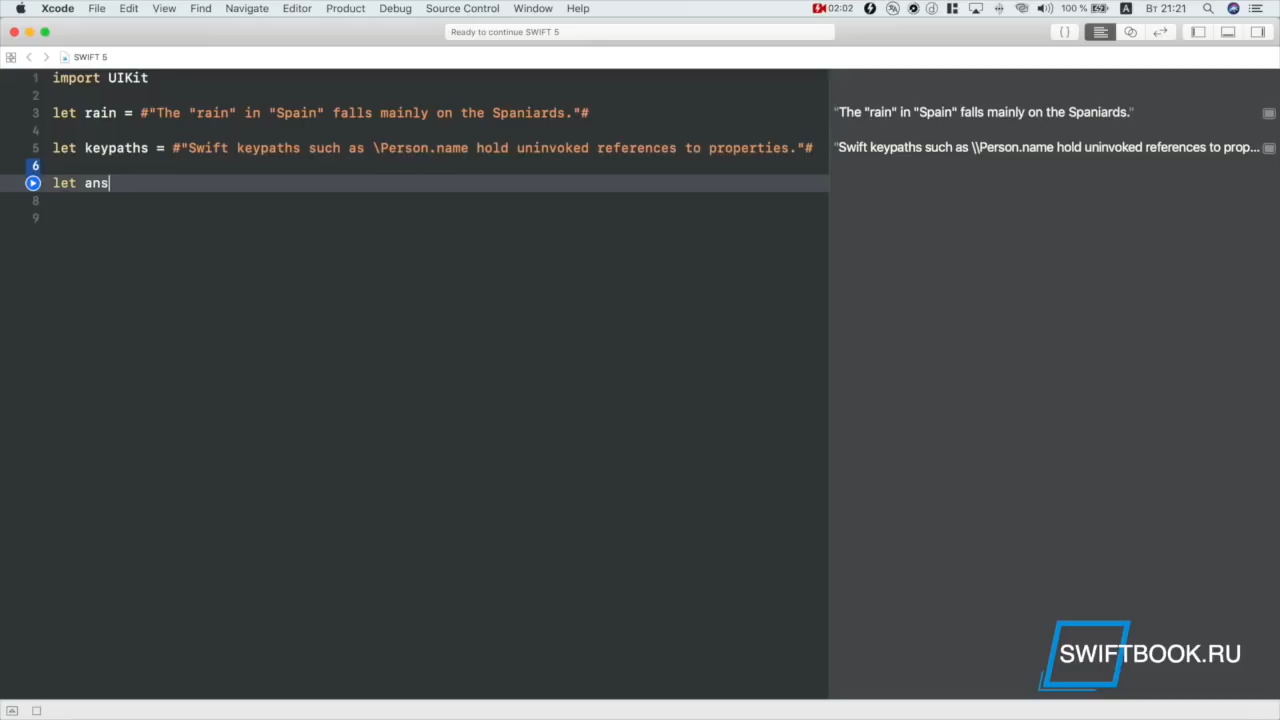 Xcode File Edit View Find Navigate Editor Product Debug Source Control Window Help 02:02 100 % A Вт 21:21
Ready to continue SWIFT 5 { }
SWIFT 5
1 import UIKit
2
3 let rain = #"The "rain" in "Spain" falls mainly on the Spaniards."# "The "rain" in "Spain" falls mainly on the Spaniards."
4
5 let keypaths = #"Swift keypaths such as \Person.name hold uninvoked references to properties."# "Swift keypaths such as \\Person.name hold uninvoked references to prop...
6
let ans
8
9
SWIFTBOOK.RU